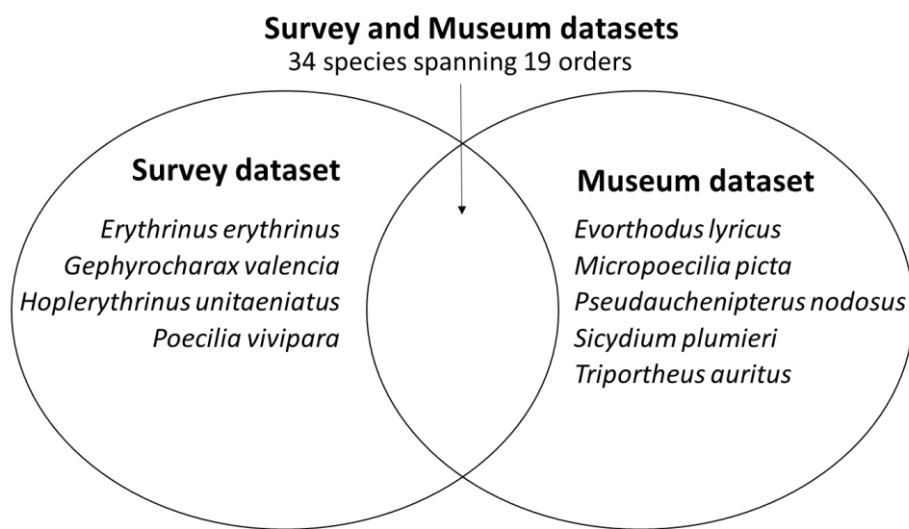 Survey and Museum datasets
34 species spanning 19 orders
Survey dataset
Erythrinus erythrinus
Gephyrocharax valencia
Hoplerythrinus unitaeniatus
Poecilia vivipara
Museum dataset
Evorthodus lyricus
Micropoecilia picta
Pseudauchenipterus nodosus
Sicydium plumieri
Triportheus auritus